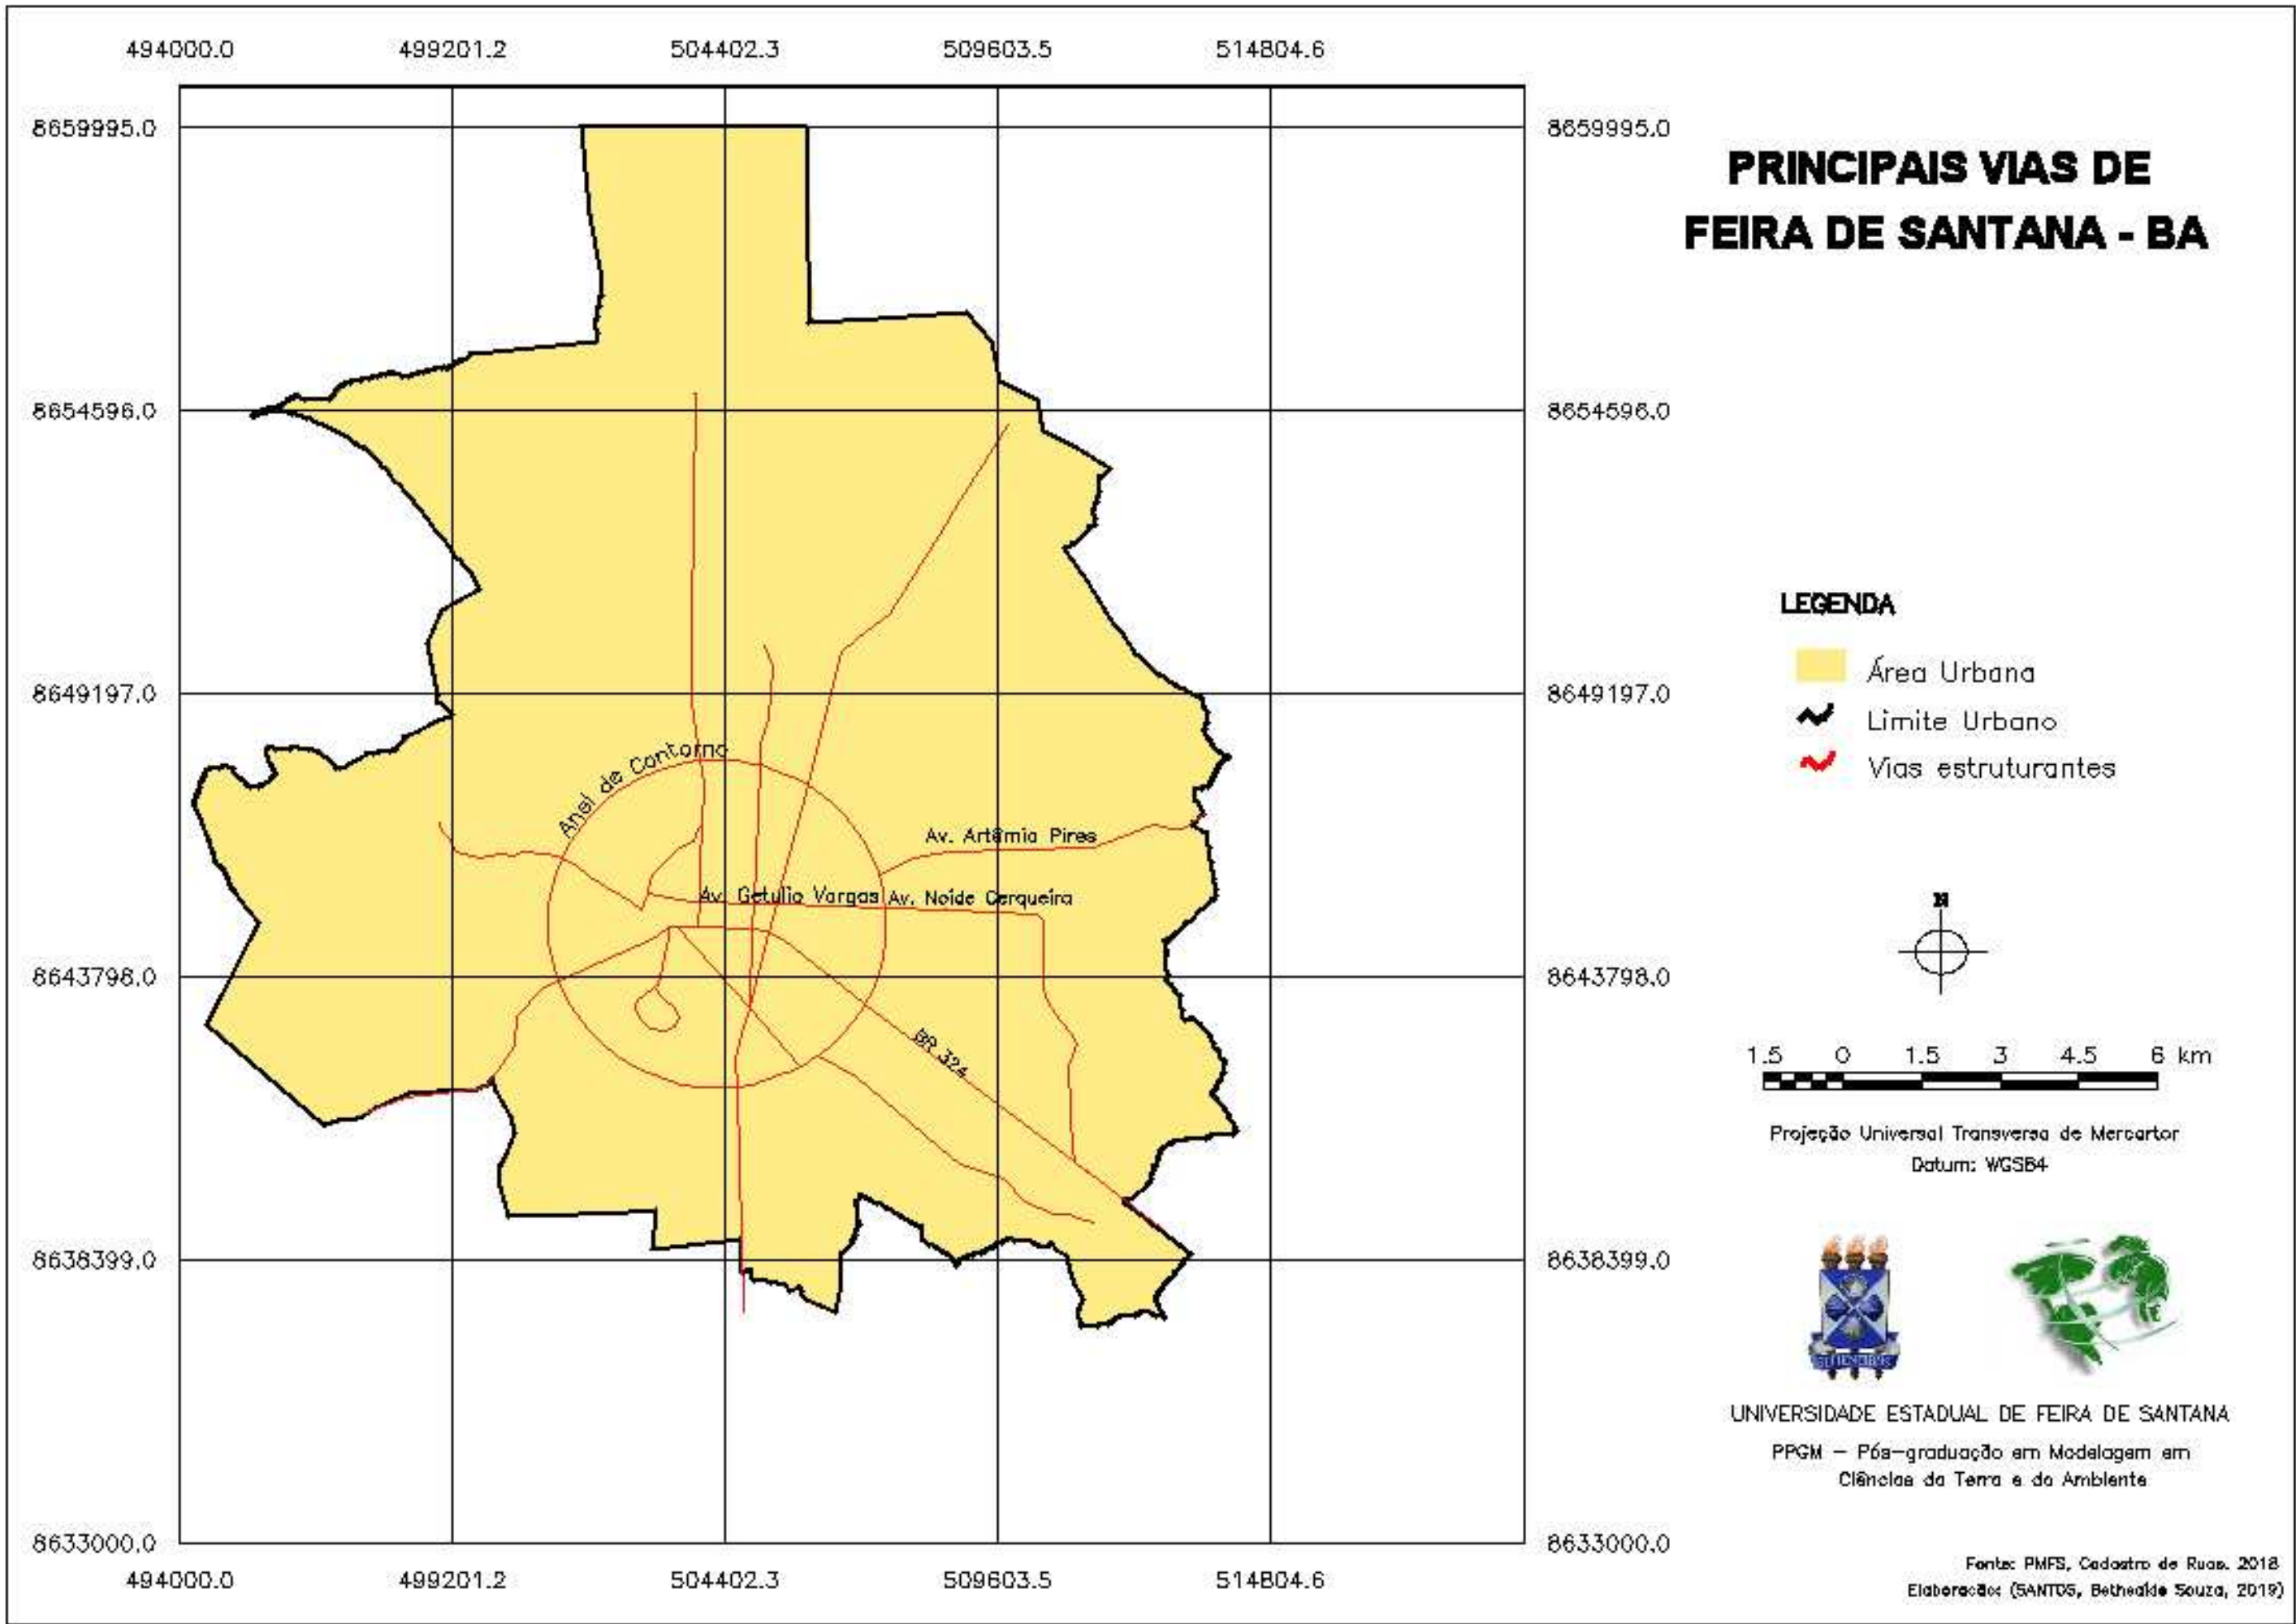 494000.0 499201.2 504402.3 509603.5 514804.6
8659995.0 8659995.0
PRINCIPAIS VIAS DE
FEIRA DE SANTANA - BA
8654596.0 8654596.0
LEGENDA
Área Urbana
8649197.0 8649197.0
Limite Urbano
Vias estruturantes
Anel de Contorno
Av. Artêmia Pires
Av. Getulio Vargas Av. Noide Cerqueira
N
8643798.0 8643798.0
BR 324
1.5 0 1.5 3 4.5 6 km
Projeção Universal Transversa de Mercartor
Datum: WGS84
8638399.0 8638399.0
UNIVERSIDADE ESTADUAL DE FEIRA DE SANTANA
PPGM - Pós-graduação em Modelagem em
Ciências da Terra e do Ambiente
8633000.0 8633000.0
494000.0 499201.2 504402.3 509603.5 514804.6
Fonte: PMFS, Cadastro de Ruas. 2018
Elaboração: (SANTOS, Souza, 2019)